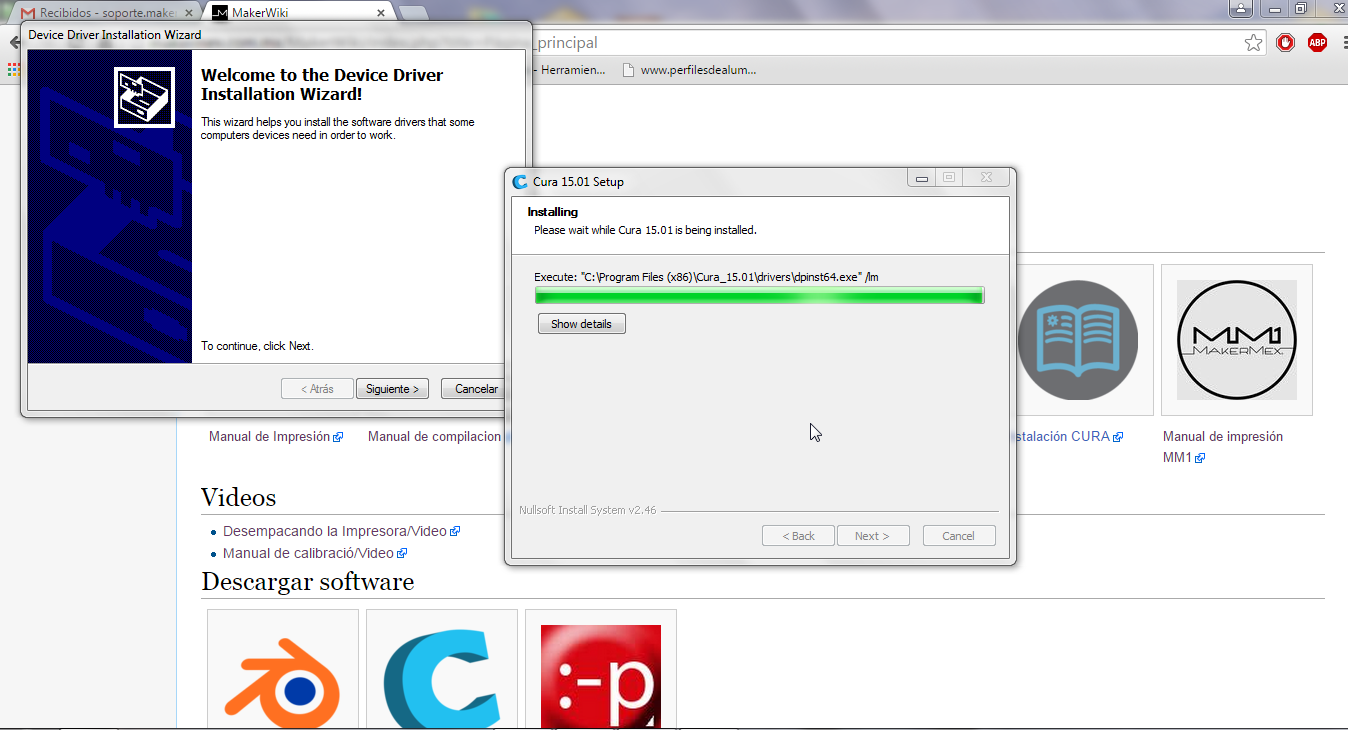 Recibidos - soporte.make
MakerWiki
Device Driver Installation Wizard
principal
ABP
- Herramien...
www.perfilesdealum...
Welcome to the Device Driver
Installation Wizard!
This wizard helps you install the software drivers that some
computers devices need in order to work.
To continue, click Next.
< Atrás
Siguiente >
Cancelar
Cura 15.01 Setup
Installing
Please wait while Cura 15.01 is being installed.
Execute: "C:\Program Files (x86)\Cura_15.01\drivers\dpinst64.exe" /lm
Show details
Nullsoft Install System v2.46
< Back
Next >
Cancel
MM1
MAKERMEX
Manual de Impresión
Manual de compilacion
stalación CURA
Manual de impresión
MM1
Videos
Desempacando la Impresora/Video
Manual de calibració/Video
Descargar software
:-p